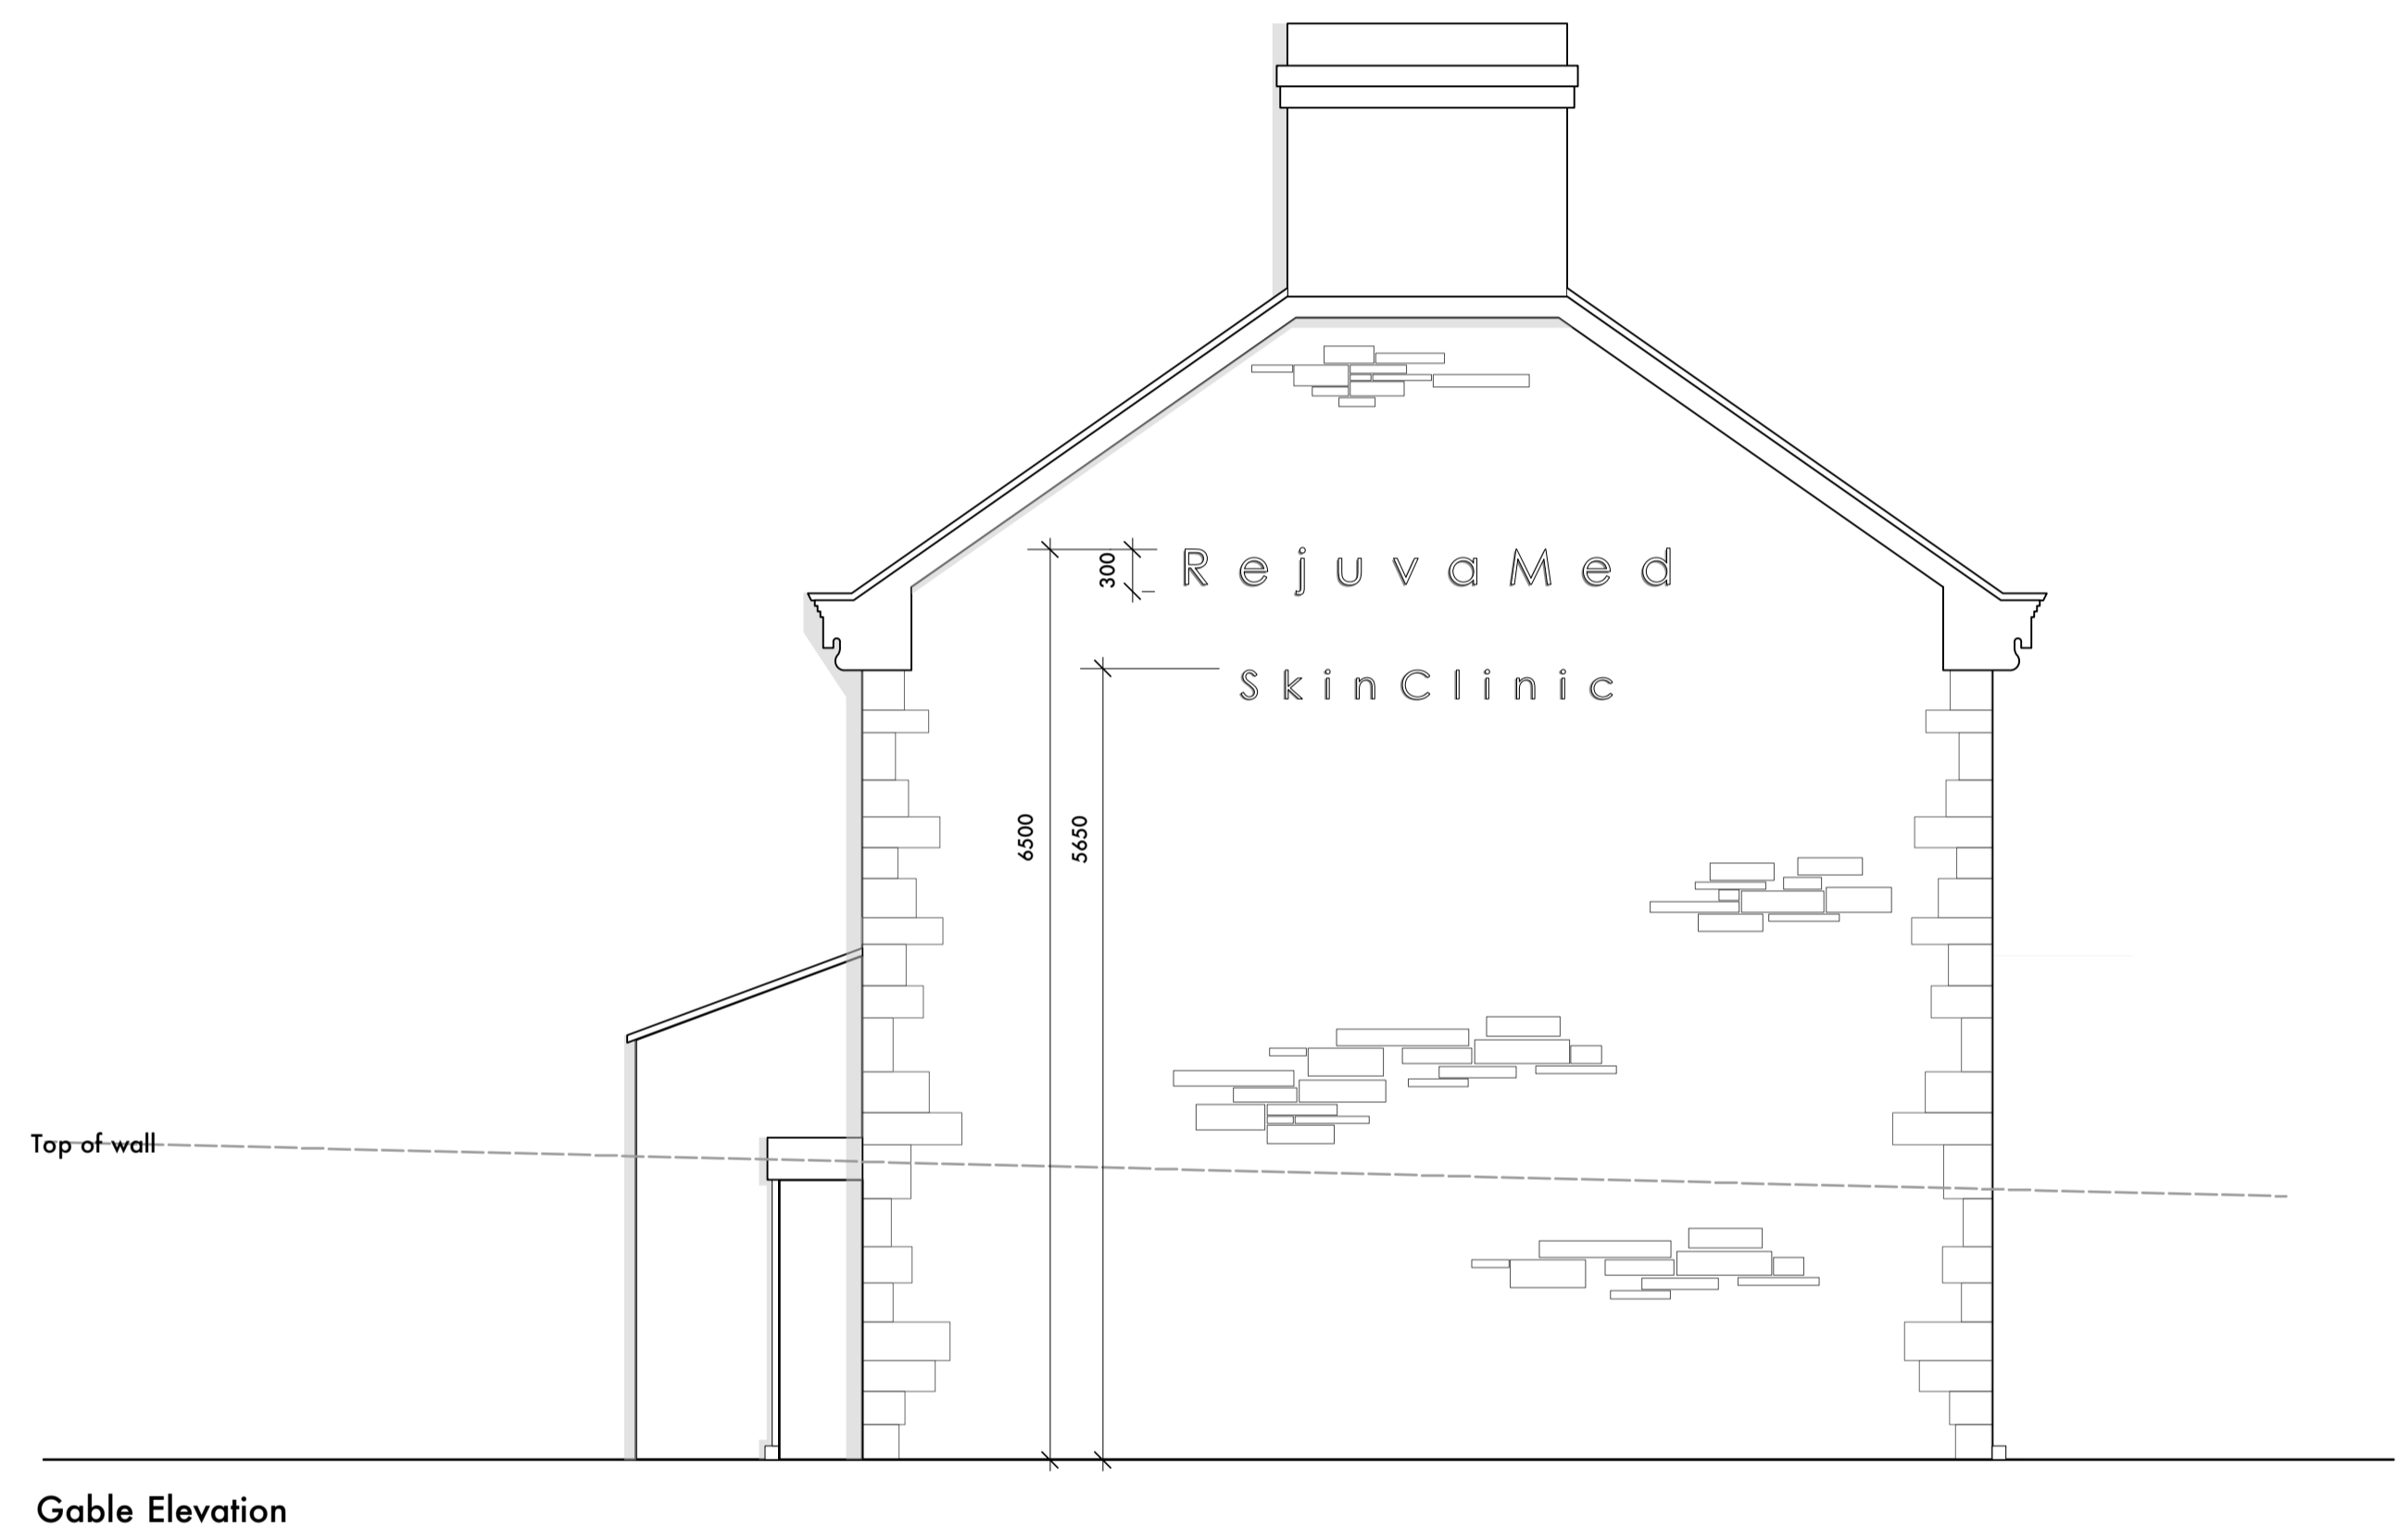 300
RejuvaMed
SkinClinic
6500
5650
Top of wall
Gable Elevation